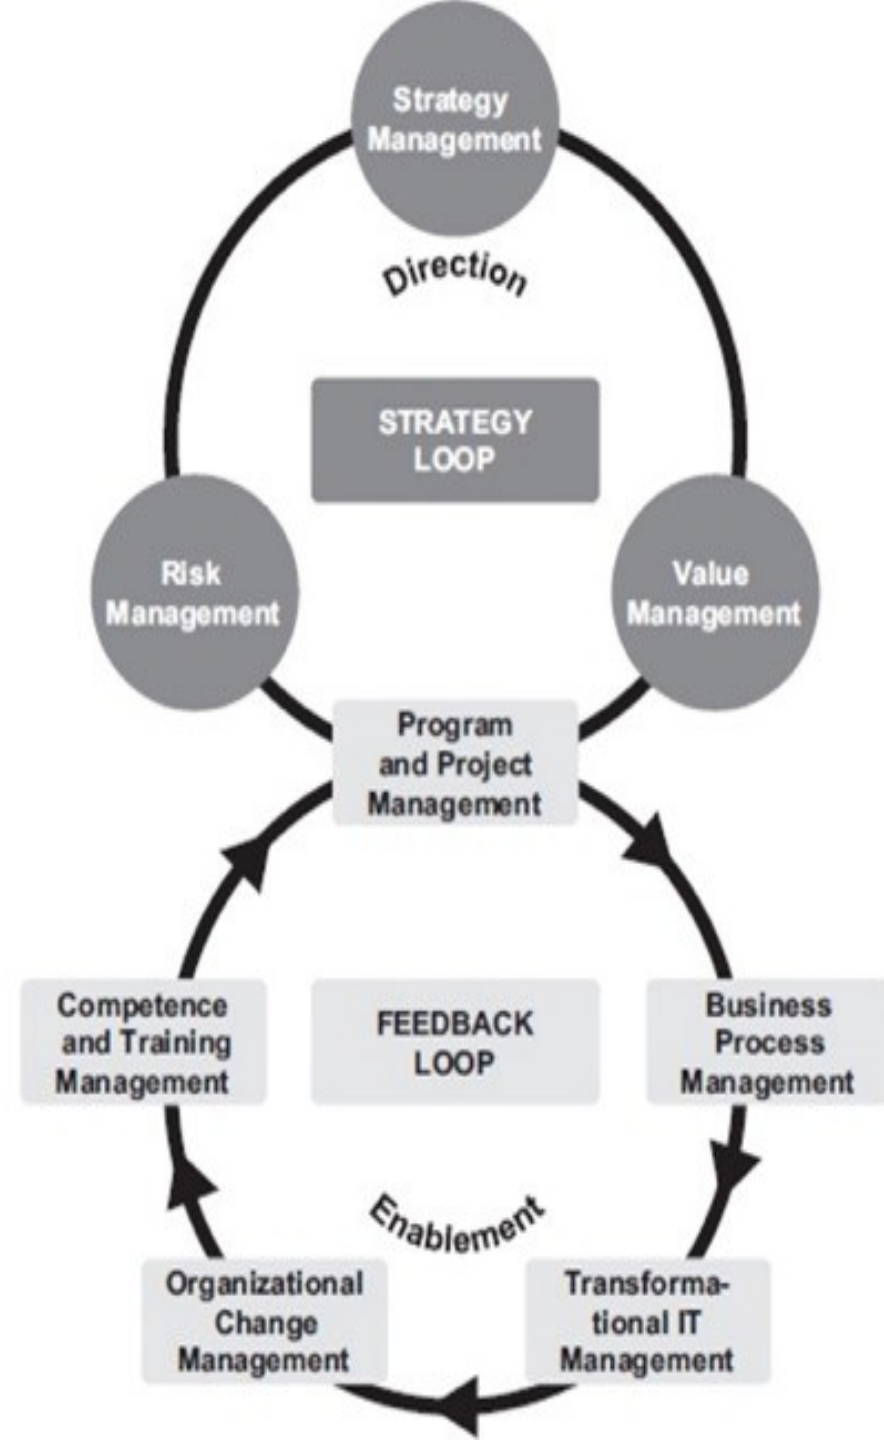 Strategy
Management
Direction
STRATEGY
LOOP
Risk
Management
Value
Management
Program
and Project
Management
Competence
and Training
Management
FEEDBACK
LOOP
Business
Process
Management
Enablement
Organizational
Change
Management
Transforma-
tional IT
Management